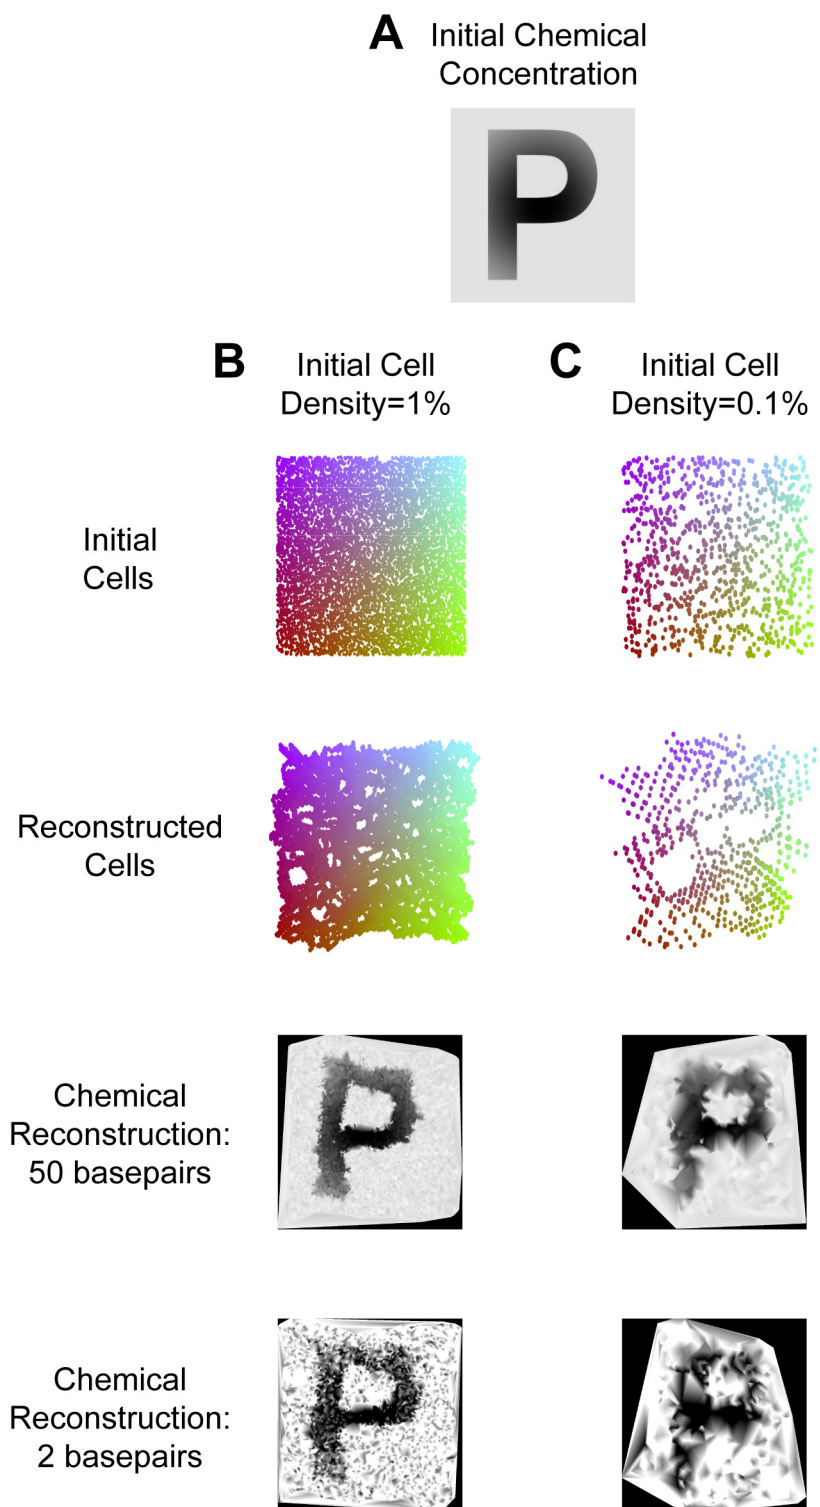 A Initial Chemical
Concentration
P
B Initial Cell
Density=1%
C Initial Cell
Density=0.1%
Initial
Cells
Reconstructed
Cells
Chemical
Reconstruction:
50 basepairs
P
P
Chemical
Reconstruction:
2 basepairs
P
P